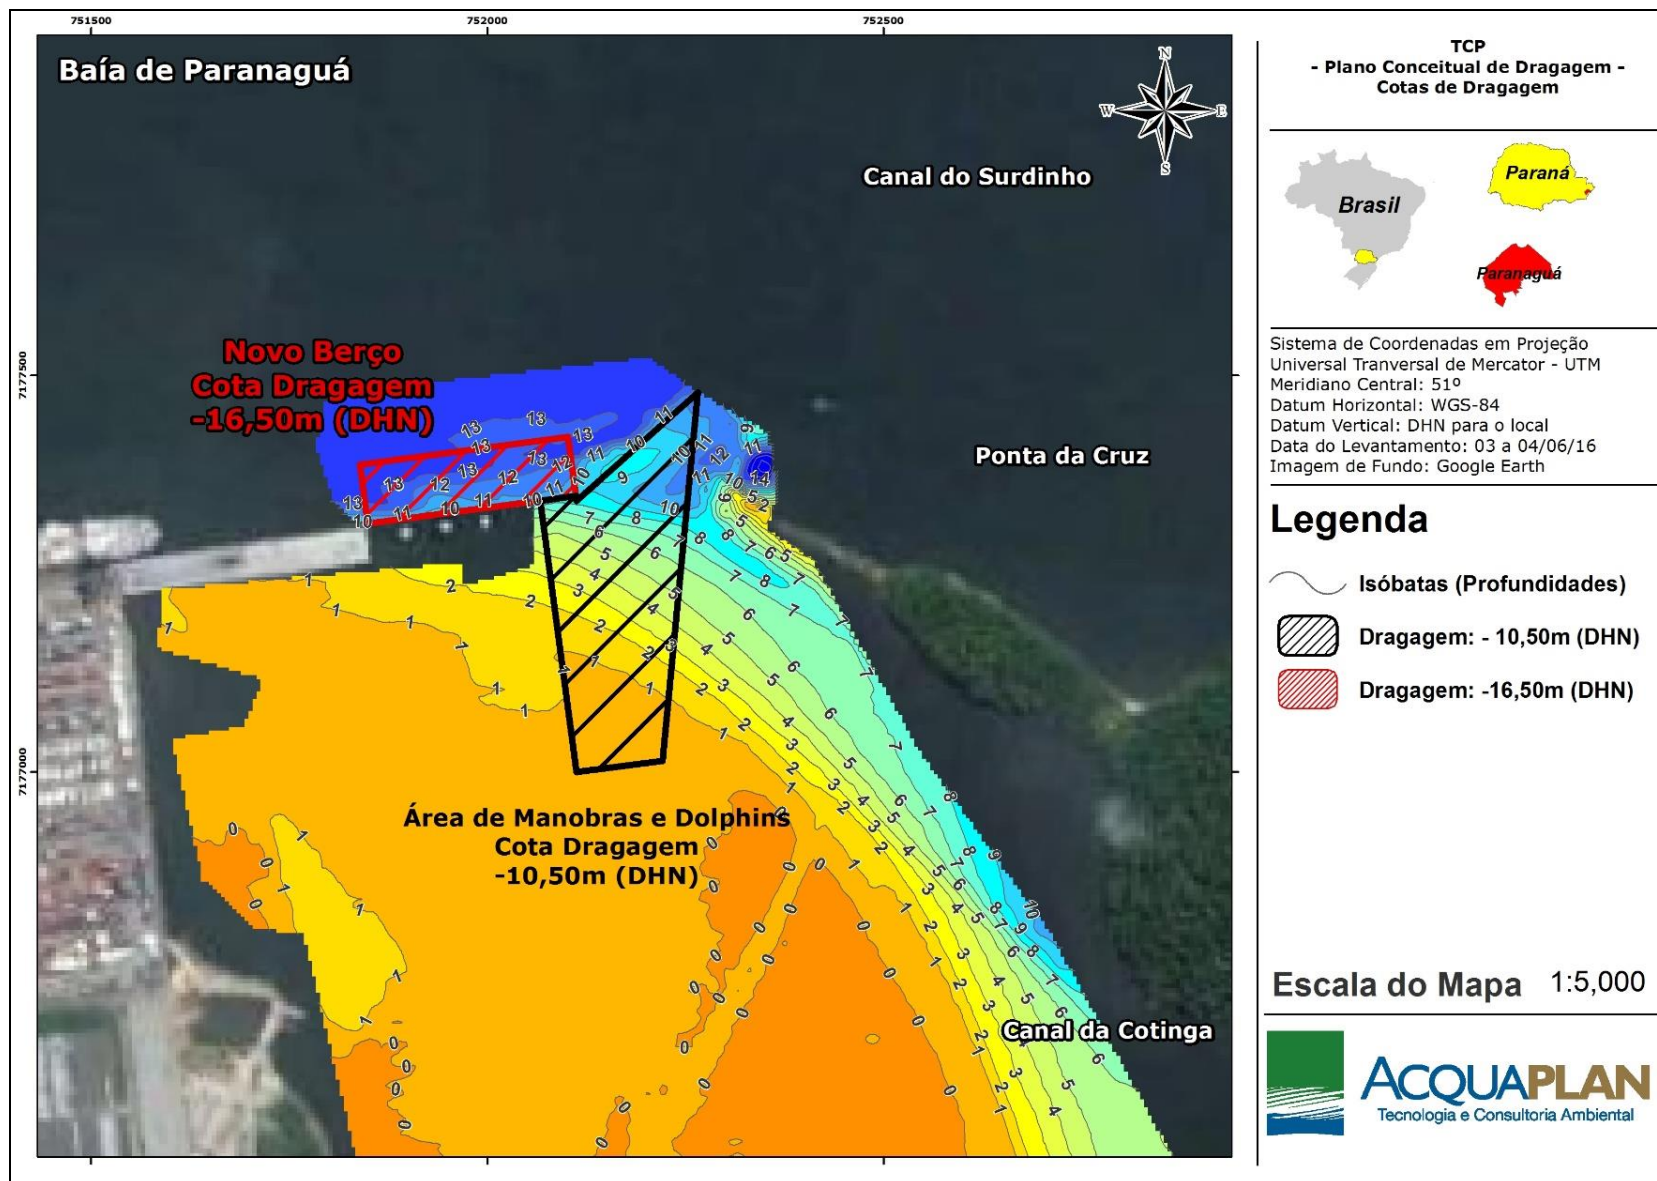 751500
752000
752500
7177500
7177000
Baía de Paranaguá
N
W
E
S
Canal do Surdinho
Novo Berço
Cota Dragagem
-16,50m (DHN)
Ponta da Cruz
Área de Manobras e Dolphins
Cota Dragagem
-10,50m (DHN)
Canal da Cotinga
TCP
- Plano Conceitual de Dragagem -
Cotas de Dragagem
Brasil
Paraná
Paranaguá
Sistema de Coordenadas em Projeção
Universal Tranversal de Mercator - UTM
Meridiano Central: 51º
Datum Horizontal: WGS-84
Datum Vertical: DHN para o local
Data do Levantamento: 03 a 04/06/16
Imagem de Fundo: Google Earth
Legenda
Isóbatas (Profundidades)
Dragagem: - 10,50m (DHN)
Dragagem: -16,50m (DHN)
Escala do Mapa 1:5,000
ACQUAPLAN
Tecnologia e Consultoria Ambiental